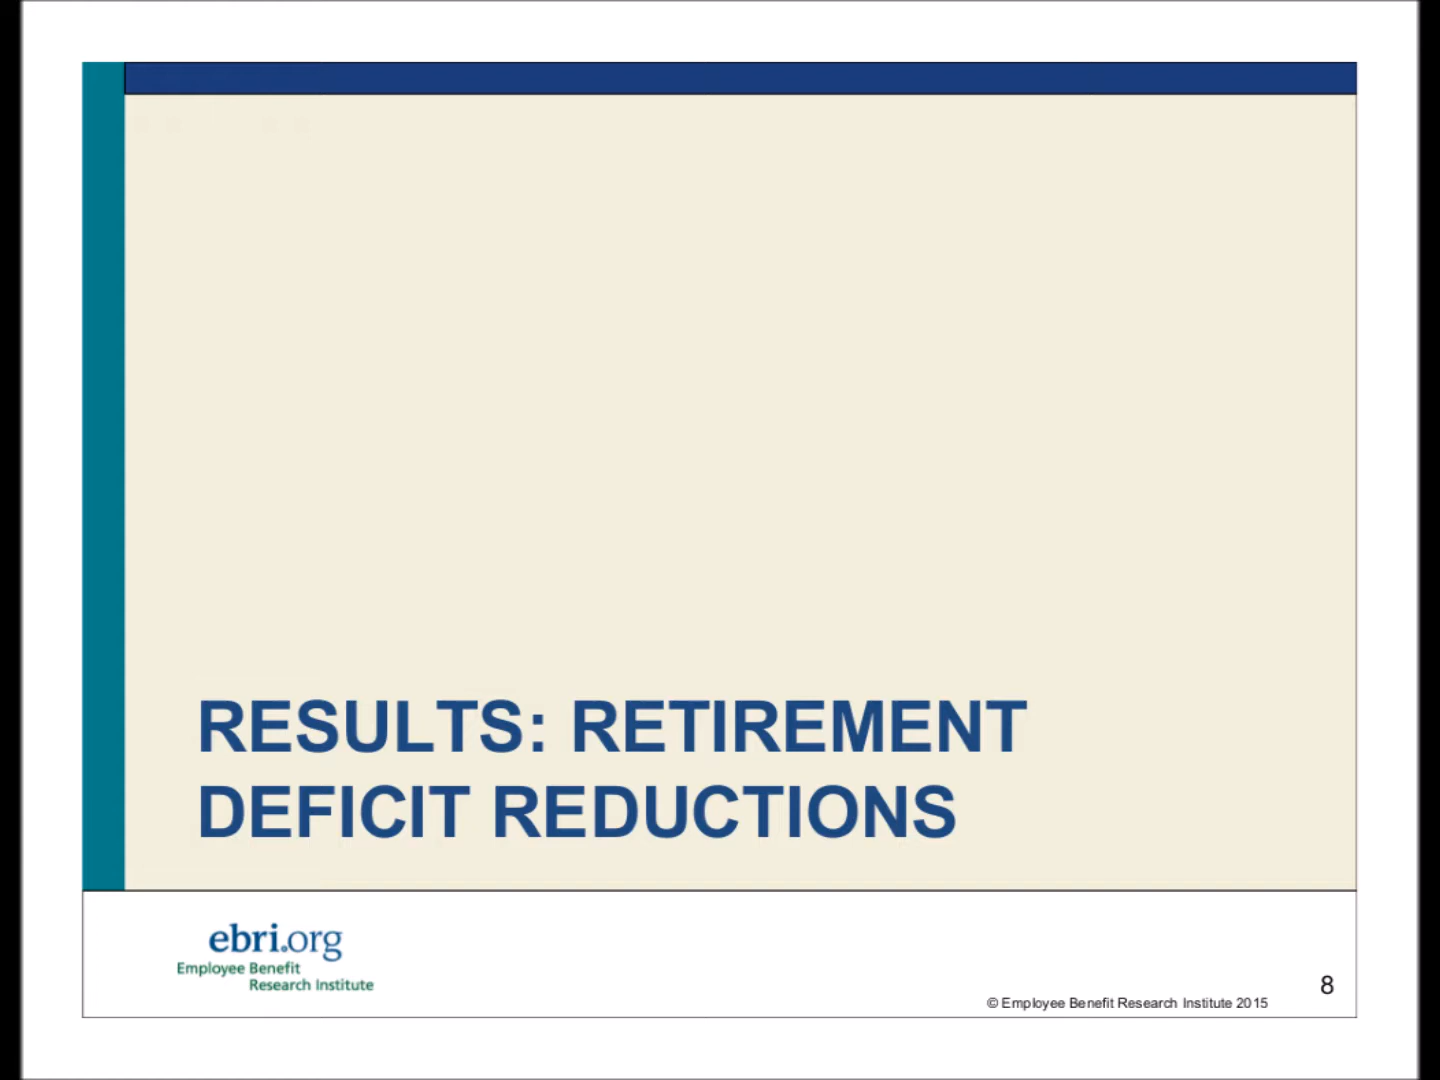 RESULTS: RETIREMENT
DEFICIT REDUCTIONS
ebri.org
Employee Benefit
Research Institute
© Employee Benefit Research Institute 2015
8